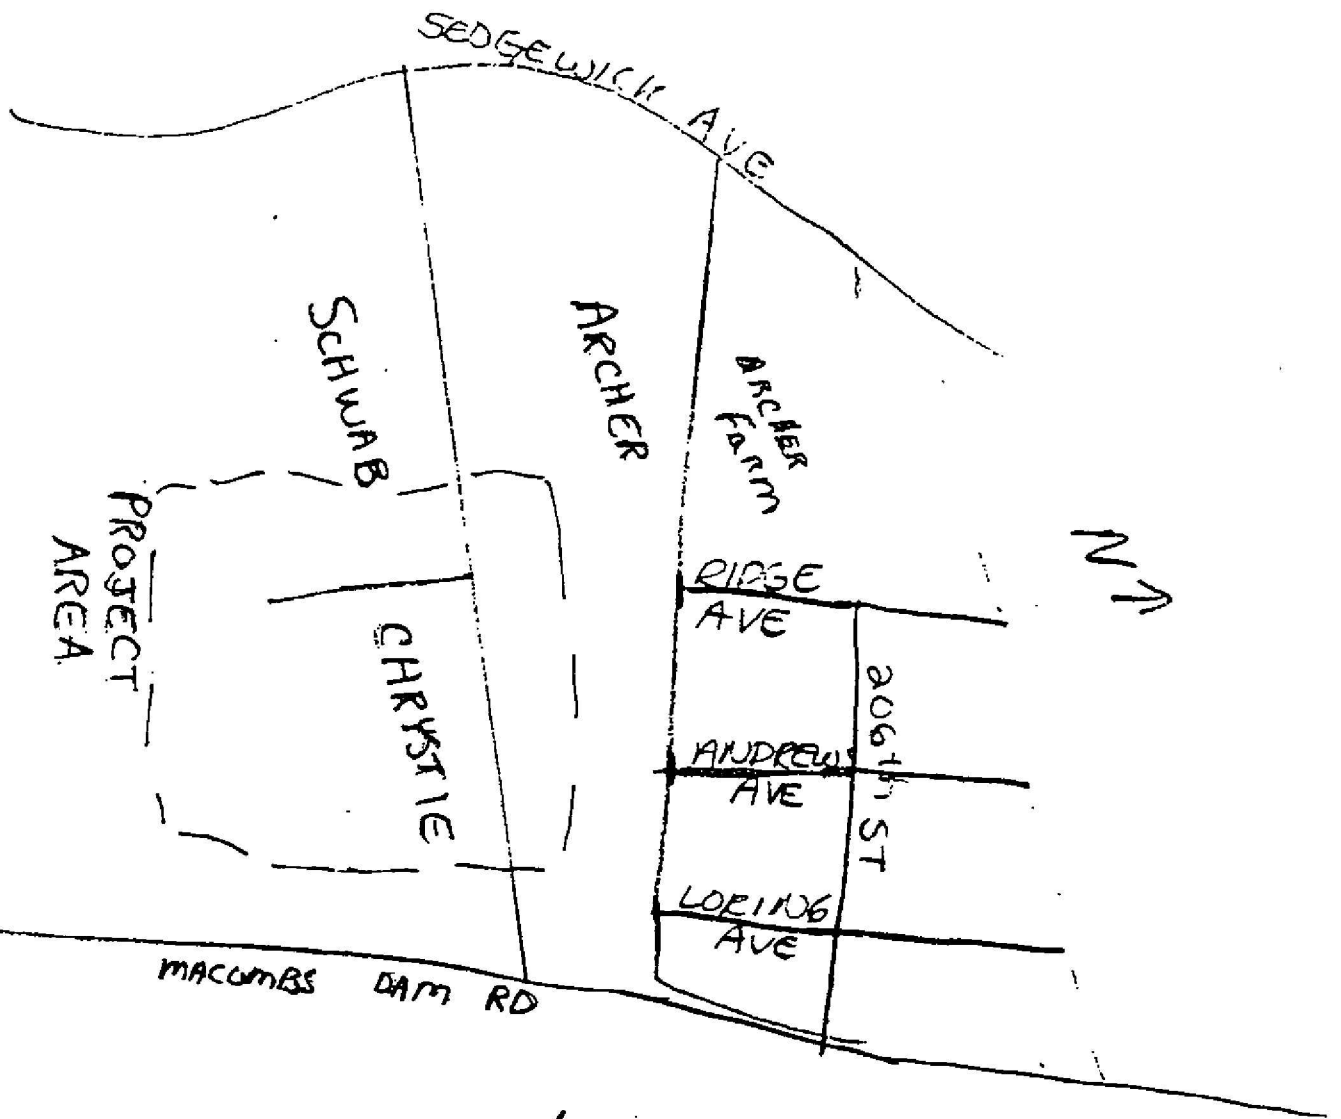 SEDGEWICK AVE
SCHWAB
ARCHER
ARCHER
FARM
PROJECT
AREA
CHRYSTIE
RIDGE
AVE
N
206th ST
ANDREWS
AVE
LORING
AVE
MACOMBS DAM RD